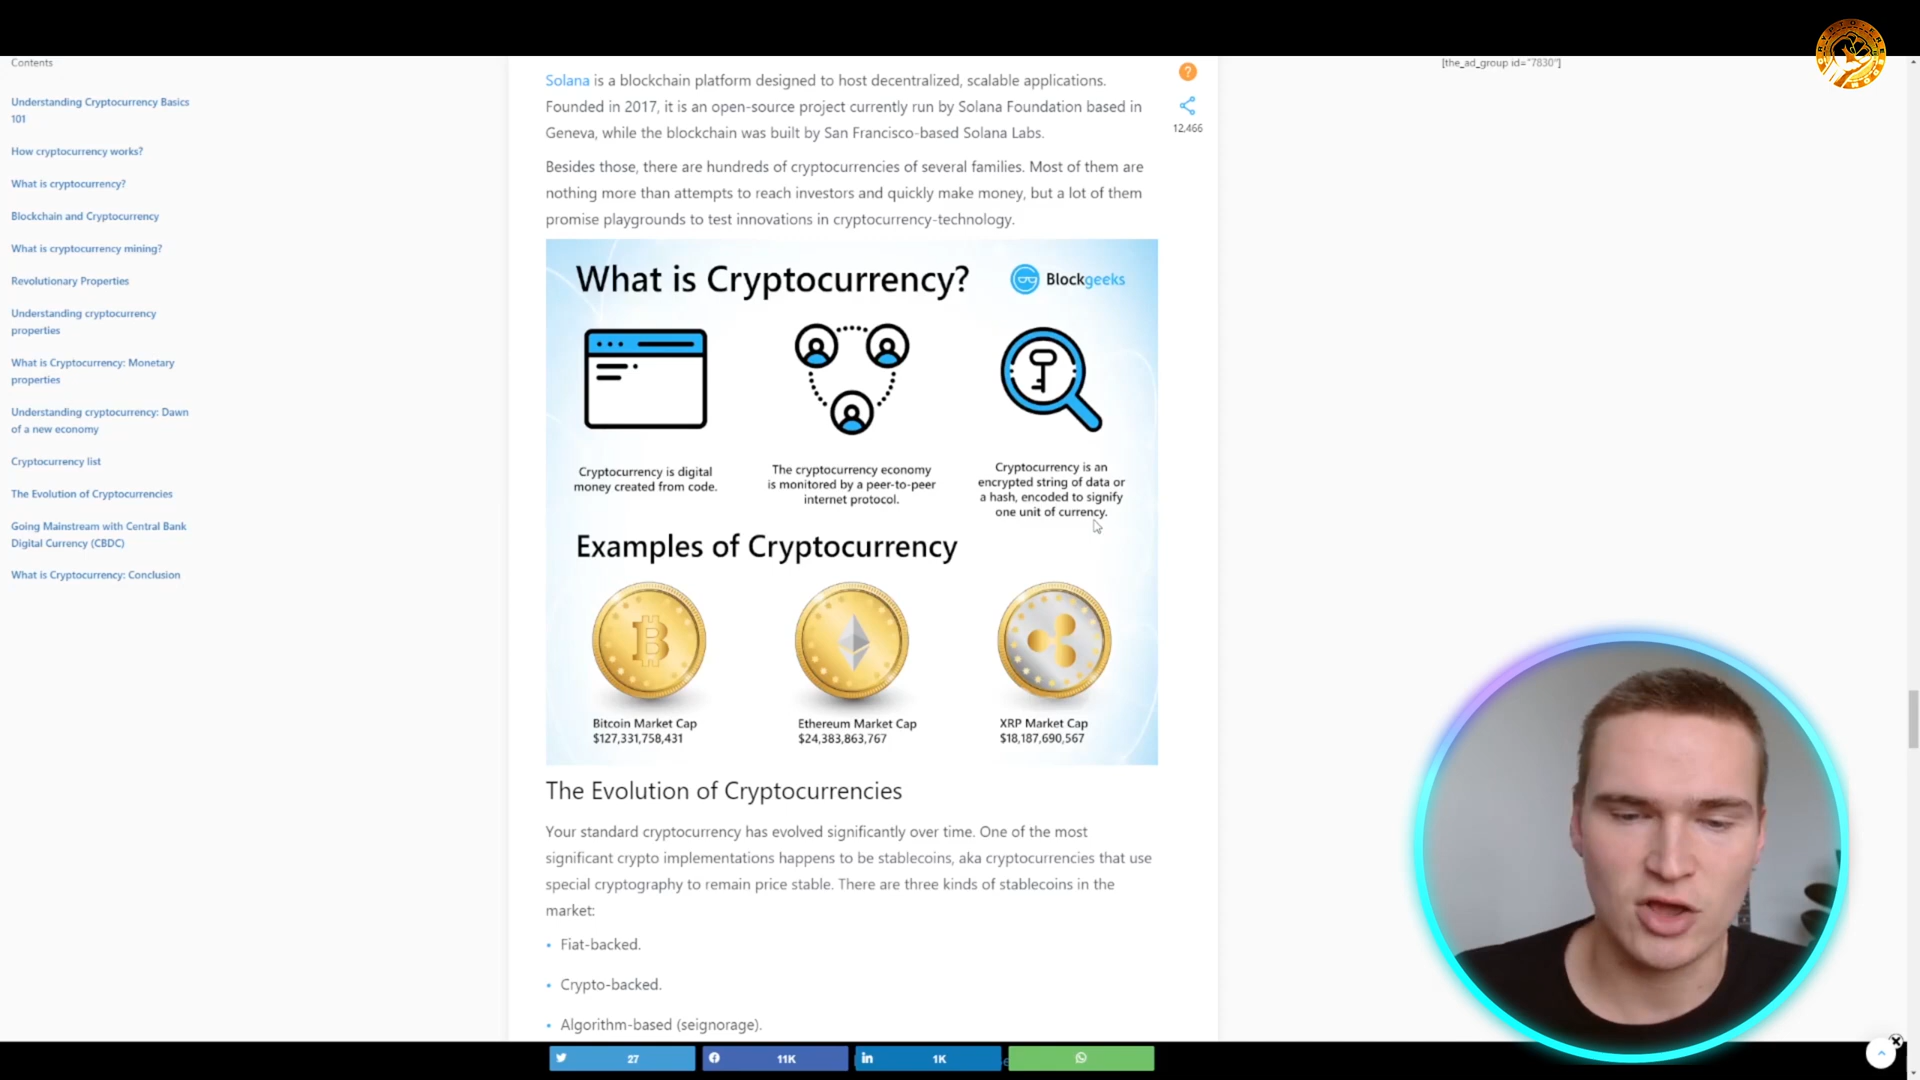 Contents
Understanding Cryptocurrency Basics
101
How cryptocurrency works?
What is cryptocurrency?
Blockchain and Cryptocurrency
What is cryptocurrency mining?
Revolutionary Properties
Understanding cryptocurrency
properties
What is Cryptocurrency: Monetary
properties
Understanding cryptocurrency: Dawn
of a new economy
Cryptocurrency list
The Evolution of Cryptocurrencies
Going Mainstream with Central Bank
Digital Currency (CBDC)
What is Cryptocurrency: Conclusion
Solana is a blockchain platform designed to host decentralized, scalable applications.
Founded in 2017, it is an open-source project currently run by Solana Foundation based in
Geneva, while the blockchain was built by San Francisco-based Solana Labs.
Besides those, there are hundreds of cryptocurrencies of several families. Most of them are
nothing more than attempts to reach investors and quickly make money, but a lot of them
promise playgrounds to test innovations in cryptocurrency-technology.
?
12,466
[the_ad_group id="7830"]
What is Cryptocurrency?
Blockgeeks
Cryptocurrency is digital
money created from code.
The cryptocurrency economy
is monitored by a peer-to-peer
internet protocol.
Cryptocurrency is an
encrypted string of data or
a hash, encoded to signify
one unit of currency.
Examples of Cryptocurrency
Bitcoin Market Cap
$127,331,758,431
Ethereum Market Cap
$24,383,863,767
XRP Market Cap
$18,187,690,567
The Evolution of Cryptocurrencies
Your standard cryptocurrency has evolved significantly over time. One of the most
significant crypto implementations happens to be stablecoins, aka cryptocurrencies that use
special cryptography to remain price stable. There are three kinds of stablecoins in the
market:
• Fiat-backed.
• Crypto-backed.
• Algorithm-based (seignorage).
27
11K
in 1K